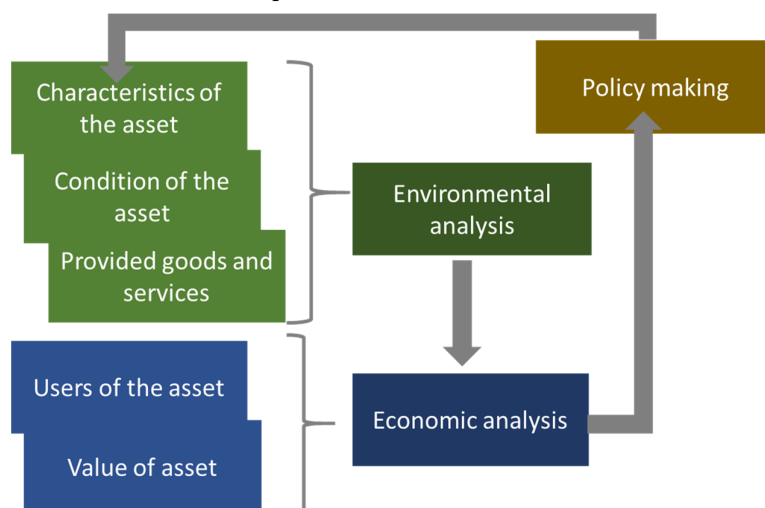 Characteristics of
the asset
Condition of the
asset
Provided goods and
services
Users of the asset
Value of asset
Environmental
analysis
Economic analysis
Policy making